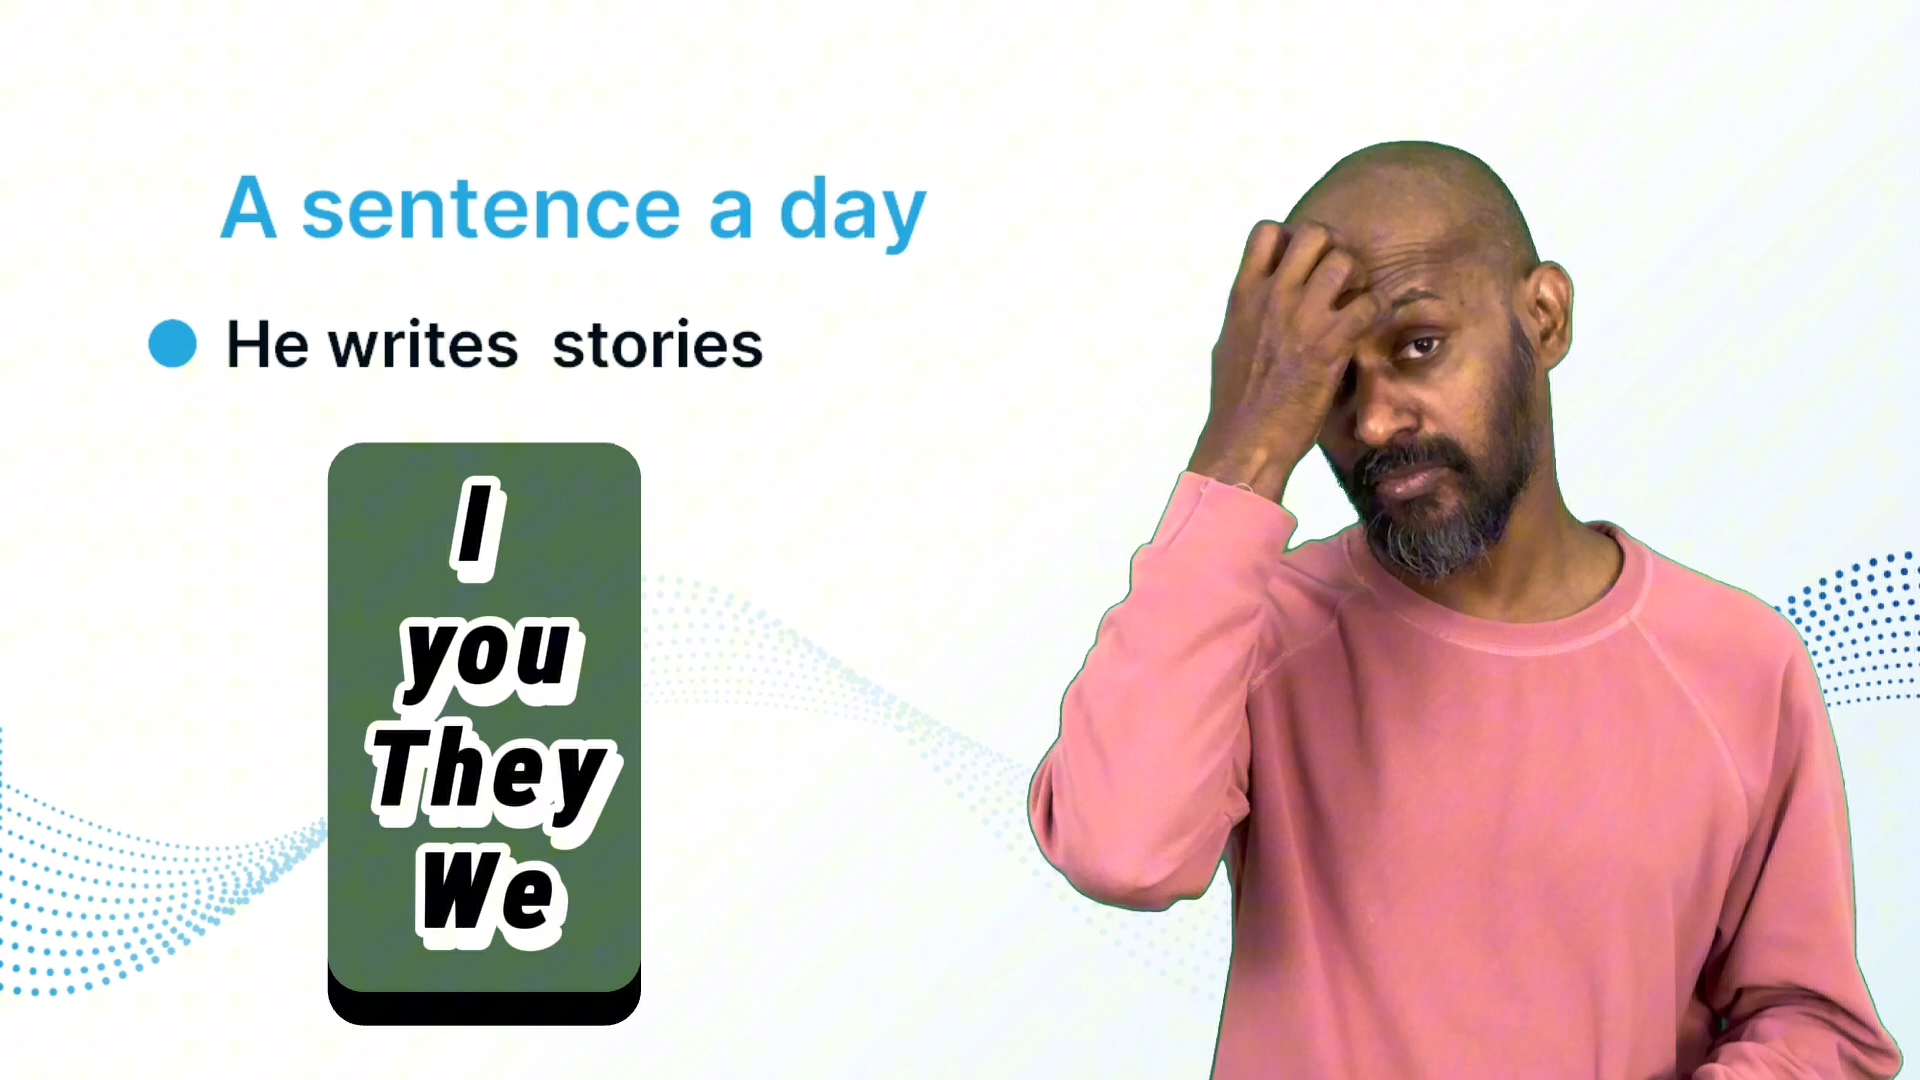 A sentence a day
He writes stories
I
you
They
We